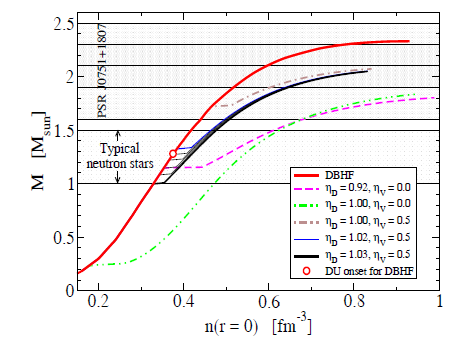 2.5
2
1.5
1
0.5
0
M [M_sun]
PSR J0751+1807
Typical
neutron stars
DBHF
η_D = 0.92, η_V = 0.0
η_D = 1.00, η_V = 0.0
η_D = 1.00, η_V = 0.5
η_D = 1.02, η_V = 0.5
η_D = 1.03, η_V = 0.5
DU onset for DBHF
0.2 0.4 0.6 0.8 1
n(r = 0) [fm⁻³]